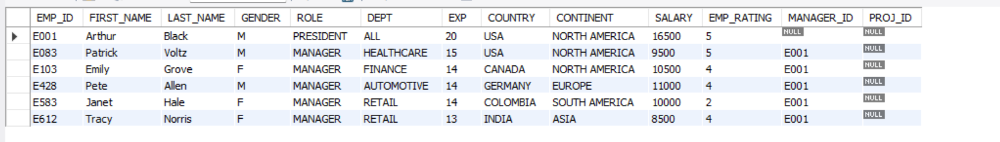 EMP_ID FIRST_NAME LAST_NAME GENDER ROLE DEPT EXP COUNTRY CONTINENT SALARY EMP_RATING MANAGER_ID PROJ_ID
E001 Arthur Black M PRESIDENT ALL 20 USA NORTH AMERICA 16500 5 NULL NULL
E083 Patrick Voltz M MANAGER HEALTHCARE 15 USA NORTH AMERICA 9500 5 E001 NULL
E103 Emily Grove F MANAGER FINANCE 14 CANADA NORTH AMERICA 10500 4 E001 NULL
E428 Pete Allen M MANAGER AUTOMOTIVE 14 GERMANY EUROPE 11000 4 E001 NULL
E583 Janet Hale F MANAGER RETAIL 14 COLOMBIA SOUTH AMERICA 10000 2 E001 NULL
E612 Tracy Norris F MANAGER RETAIL 13 INDIA ASIA 8500 4 E001 NULL